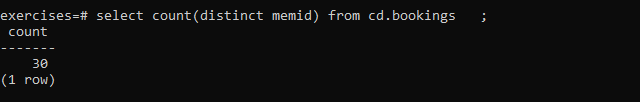 exercises=# select count(distinct memid) from cd.bookings   ;
 count
-------
    30
(1 row)